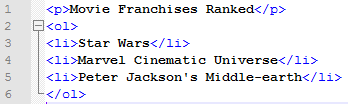 1 <p>Movie Franchises Ranked</p>
2 <ol>
3 <li>Star Wars</li>
4 <li>Marvel Cinematic Universe</li>
5 <li>Peter Jackson's Middle-earth</li>
6 </ol>